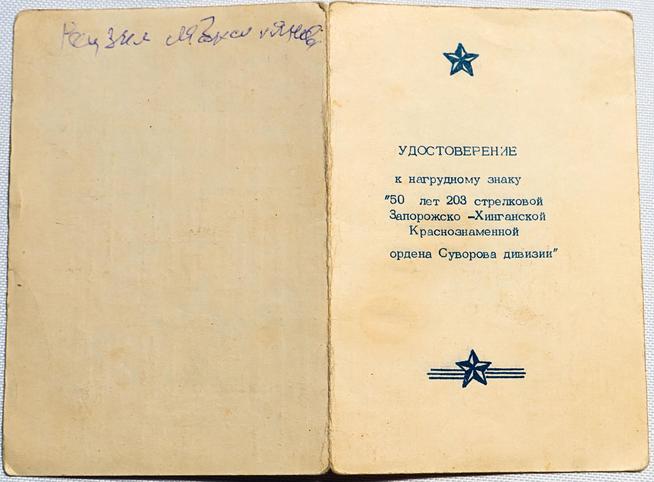 УДОСТОВЕРЕНИЕ
к нагрудному знаку
"50 лет 203 стрелковой
Запорожско –Хинганской
Краснознаменной
ордена Суворова дивизии"